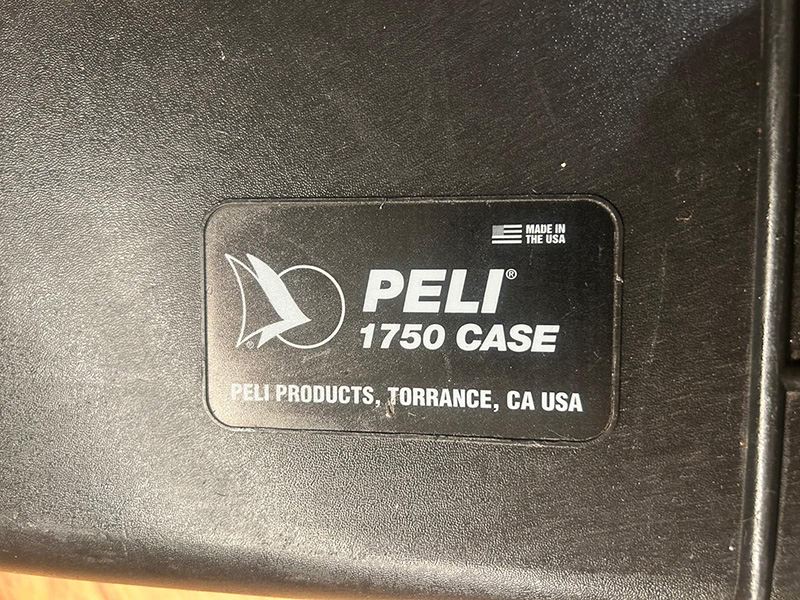 MADE IN
THE USA
PELI®
1750 CASE
®
PELI PRODUCTS, TORRANCE, CA USA